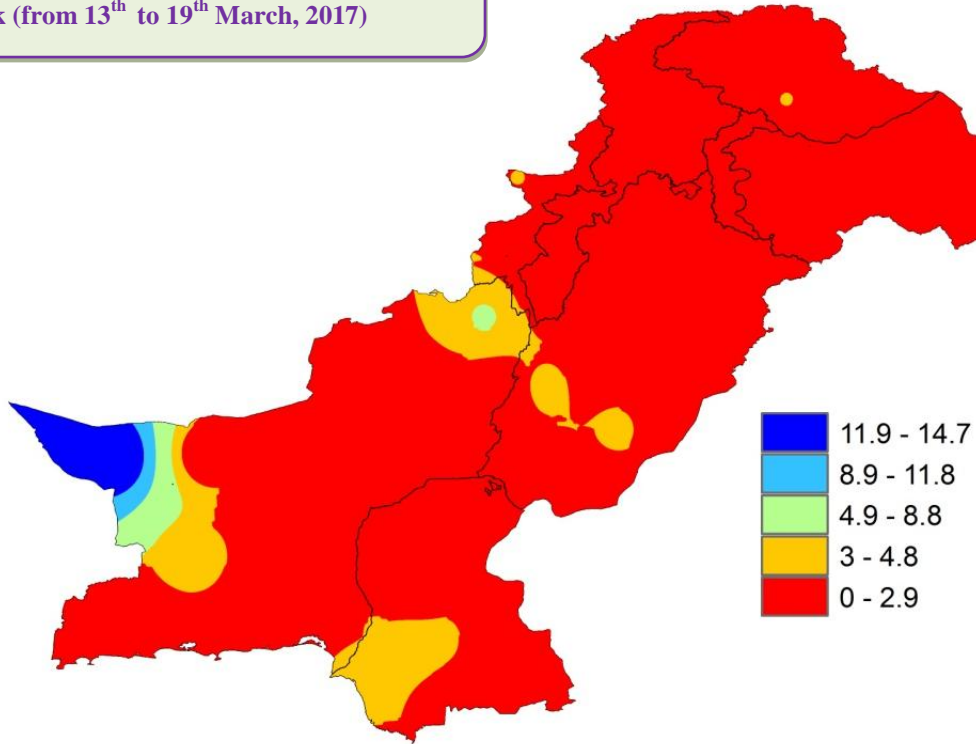 (from 13th to 19th March, 2017)
11.9 - 14.7
8.9 - 11.8
4.9 - 8.8
3 - 4.8
0 - 2.9